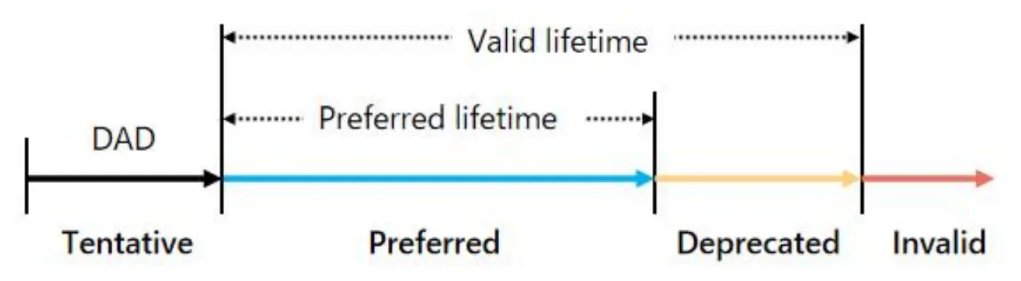 Valid lifetime
Preferred lifetime
DAD
Tentative Preferred Deprecated Invalid